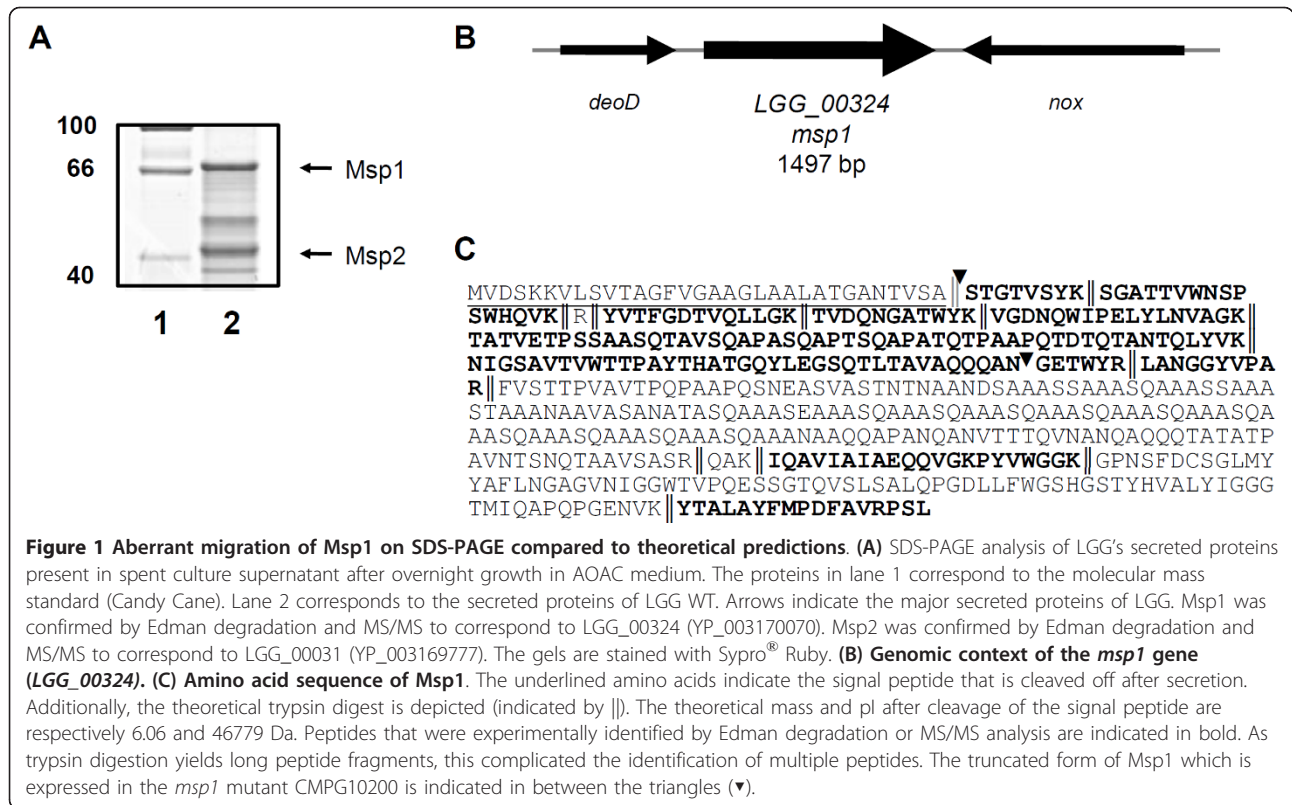 A
100
66
40
1
2
Msp1
Msp2
B
deoD
LGG_00324
msp1
1497 bp
nox
C
MVDSKKVLSVTAGFVGAAGLAALATGANTVSA‖▼STGTVSYK‖SGATTVWNSP
SWHQVK‖R‖YVTFGDTVQLLGK‖TVDQNGATWYK‖VGDNQWIPELYLNVAGK‖
TATVETPSSAASQTAVSQAPASQAPTSQAPATQTPAAPQTDTQTANTQLYVK‖
NIGSAVTVWTTPAYTHATGQYLEGSQTLTAVAQQQAN▼GETWYR‖LANGGYVPA
R‖FVSTTPVAVTPQPAAPQSNEASVASTNTNAANDSAAASSAAASQAAASSAAA
STAAANAAVASANATASQAAASEAAASQAAASQAAASQAAASQAAASQAAASQA
AASQAAASQAAASQAAASQAAANAAQQAPANQANVTTTQVNANQAQQQTATATP
AVNTSNQTAAVSASR‖QAK‖IQAVIAIAEQQVGKPYVWGGK‖GPNSFDCSGLMY
YAFLNGAGVNIGGWTVPQESSGTQVSLSALQPGDLLFWGSHGSTYHVALYIGGG
TMIQAPQPGENVK‖YTALAYFMPDFAVRPSL
Figure 1 Aberrant migration of Msp1 on SDS-PAGE compared to theoretical predictions. (A) SDS-PAGE analysis of LGG's secreted proteins
present in spent culture supernatant after overnight growth in AOAC medium. The proteins in lane 1 correspond to the molecular mass
standard (Candy Cane). Lane 2 corresponds to the secreted proteins of LGG WT. Arrows indicate the major secreted proteins of LGG. Msp1 was
confirmed by Edman degradation and MS/MS to correspond to LGG_00324 (YP_003170070). Msp2 was confirmed by Edman degradation and
MS/MS to correspond to LGG_00031 (YP_003169777). The gels are stained with Sypro® Ruby. (B) Genomic context of the msp1 gene
(LGG_00324). (C) Amino acid sequence of Msp1. The underlined amino acids indicate the signal peptide that is cleaved off after secretion.
Additionally, the theoretical trypsin digest is depicted (indicated by ‖). The theoretical mass and pI after cleavage of the signal peptide are
respectively 6.06 and 46779 Da. Peptides that were experimentally identified by Edman degradation or MS/MS analysis are indicated in bold. As
trypsin digestion yields long peptide fragments, this complicated the identification of multiple peptides. The truncated form of Msp1 which is
expressed in the msp1 mutant CMPG10200 is indicated in between the triangles (▼).